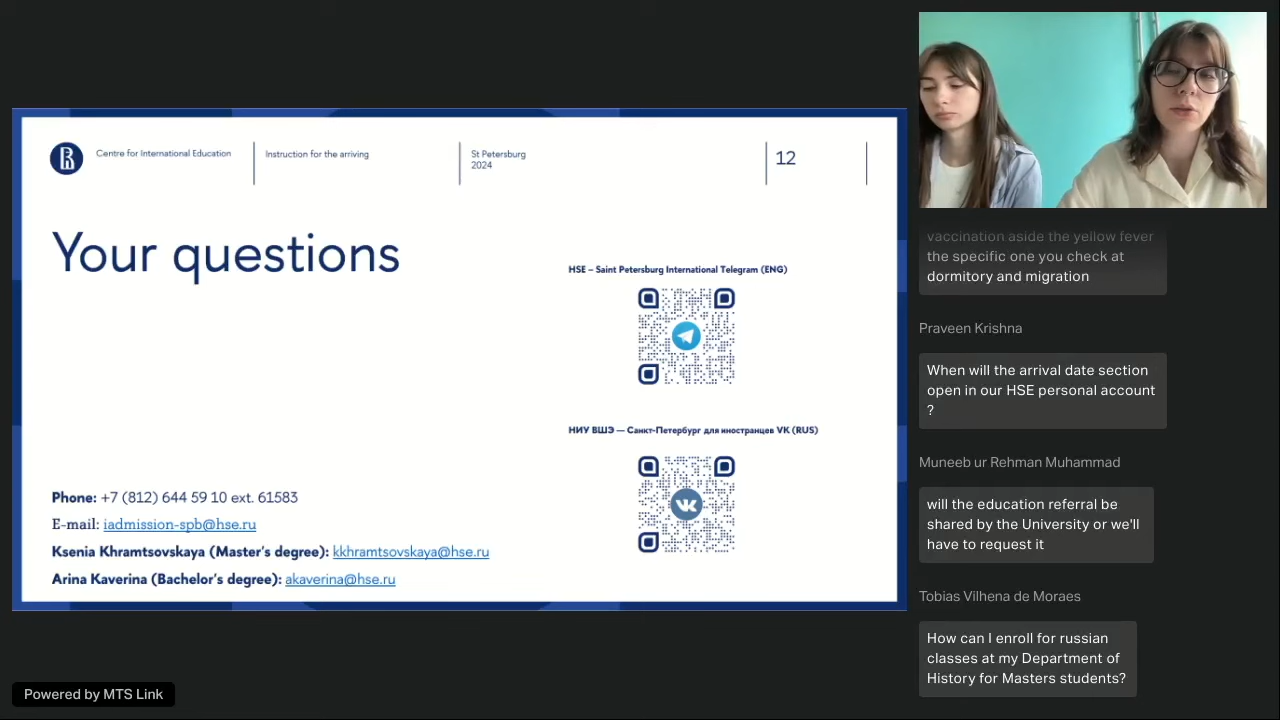 Centre for International Education
Instruction for the arriving
St Petersburg
2024
12
Your questions
HSE – Saint Petersburg International Telegram (ENG)
НИУ ВШЭ — Санкт-Петербург для иностранцев VK (RUS)
Phone: +7 (812) 644 59 10 ext. 61583
E-mail: iadmission-spb@hse.ru
Ksenia Khramtsovskaya (Master's degree): kkhramtsovskaya@hse.ru
Arina Kaverina (Bachelor's degree): akaverina@hse.ru
Powered by MTS Link
vaccination aside the yellow fever
the specific one you check at
dormitory and migration
Praveen Krishna
When will the arrival date section
open in our HSE personal account
?
Muneeb ur Rehman Muhammad
will the education referral be
shared by the University or we'll
have to request it
Tobias Vilhena de Moraes
How can I enroll for russian
classes at my Department of
History for Masters students?